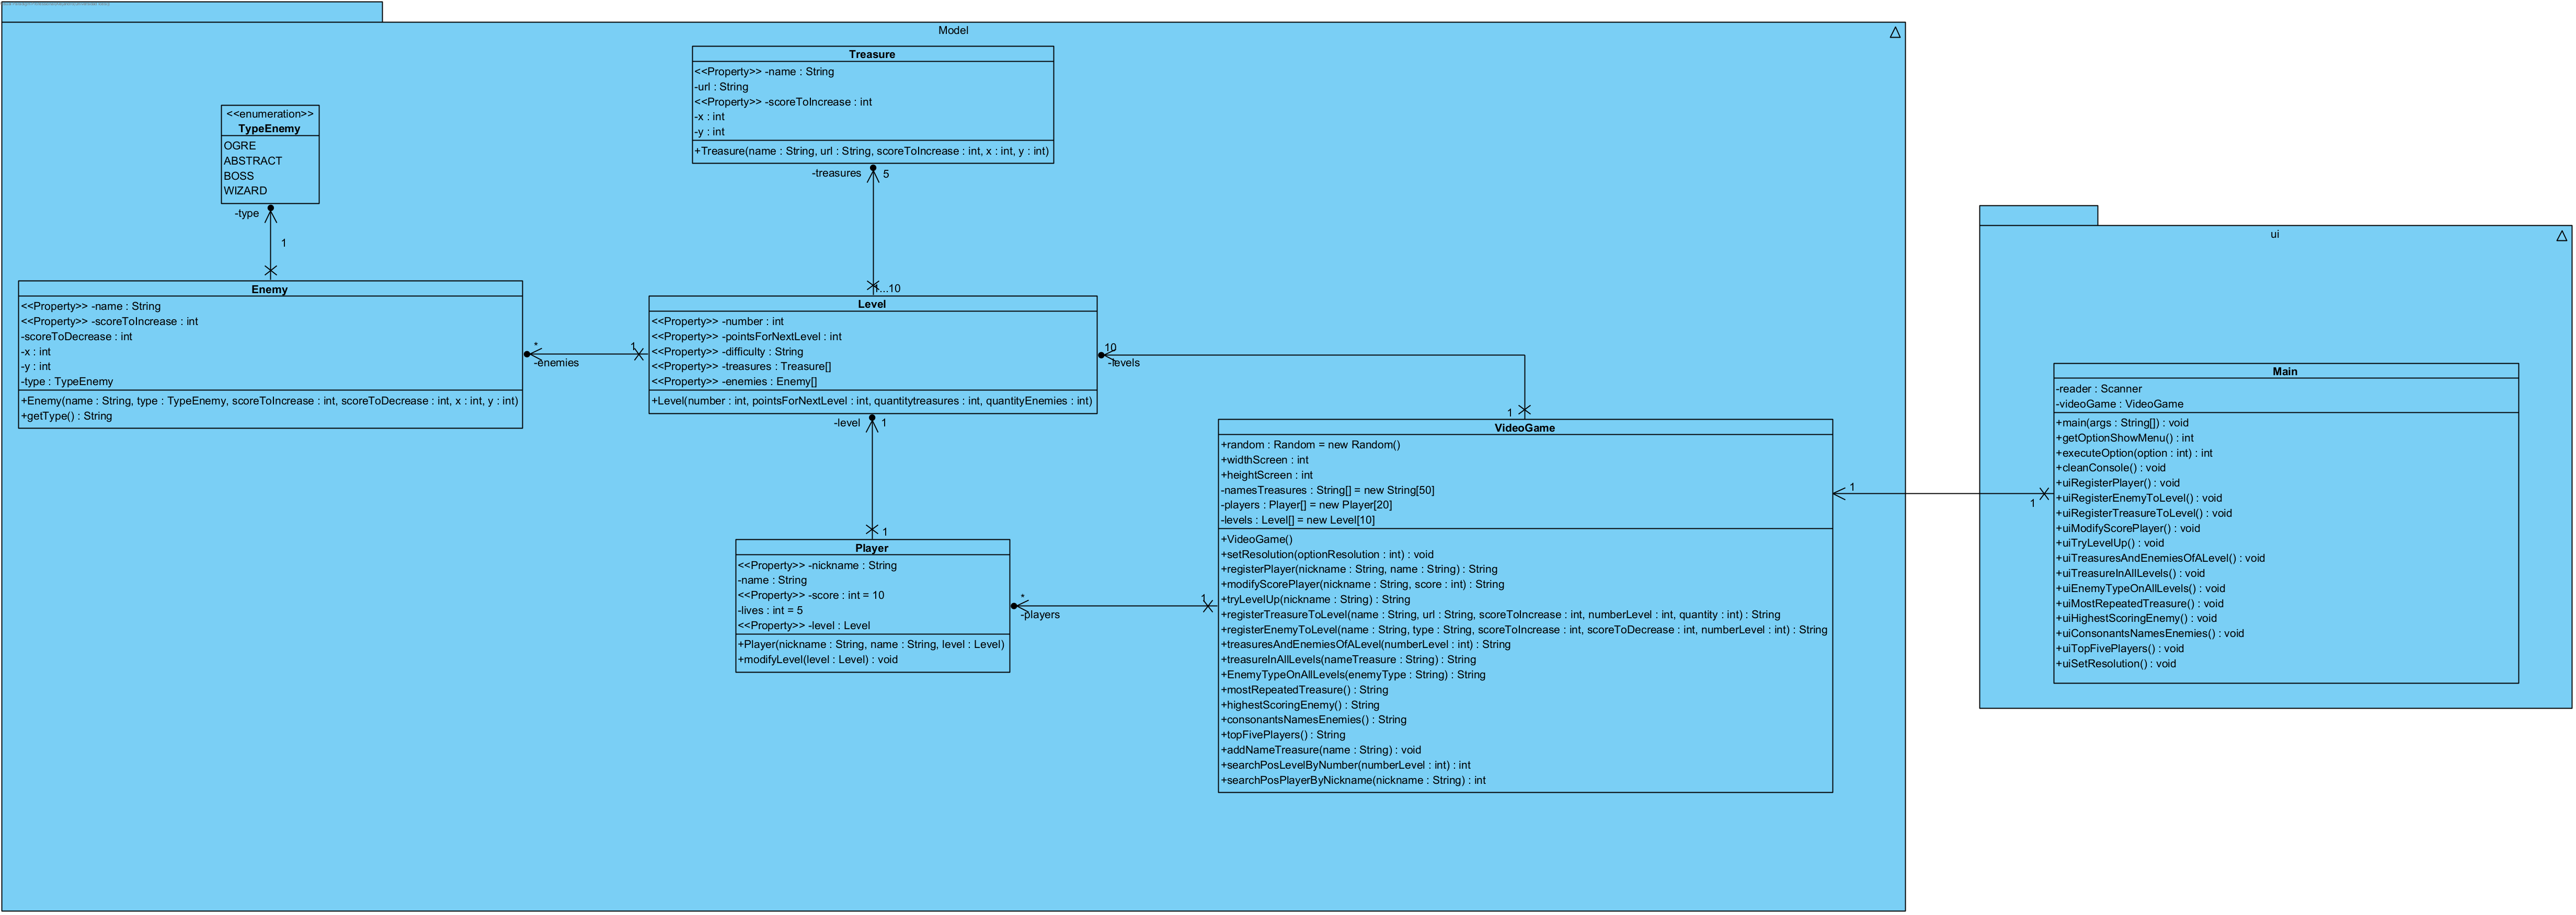 Model
Treasure
<<Property>> -name : String
-url : String
<<Property>> -scoreToIncrease : int
-x : int
-y : int
+Treasure(name : String, url : String, scoreToIncrease : int, x : int, y : int)
-treasures
5
<<enumeration>>
TypeEnemy
OGRE
ABSTRACT
BOSS
WIZARD
-type
1
Enemy
<<Property>> -name : String
<<Property>> -scoreToIncrease : int
-scoreToDecrease : int
-x : int
-y : int
-type : TypeEnemy
+Enemy(name : String, type : TypeEnemy, scoreToIncrease : int, scoreToDecrease : int, x : int, y : int)
+getType() : String
*
-enemies
1
1...10
Level
<<Property>> -number : int
<<Property>> -pointsForNextLevel : int
<<Property>> -difficulty : String
<<Property>> -treasures : Treasure[]
<<Property>> -enemies : Enemy[]
+Level(number : int, pointsForNextLevel : int, quantitytreasures : int, quantityEnemies : int)
10
-levels
1
-level
1
1
Player
<<Property>> -nickname : String
-name : String
<<Property>> -score : int = 10
-lives : int = 5
<<Property>> -level : Level
+Player(nickname : String, name : String, level : Level)
+modifyLevel(level : Level) : void
*
-players
1
VideoGame
+random : Random = new Random()
+widthScreen : int
+heightScreen : int
-namesTreasures : String[] = new String[50]
-players : Player[] = new Player[20]
-levels : Level[] = new Level[10]
+VideoGame()
+setResolution(optionResolution : int) : void
+registerPlayer(nickname : String, name : String) : String
+modifyScorePlayer(nickname : String, score : int) : String
+tryLevelUp(nickname : String) : String
+registerTreasureToLevel(name : String, url : String, scoreToIncrease : int, numberLevel : int, quantity : int) : String
+registerEnemyToLevel(name : String, type : String, scoreToIncrease : int, scoreToDecrease : int, numberLevel : int) : String
+treasuresAndEnemiesOfALevel(numberLevel : int) : String
+treasureInAllLevels(nameTreasure : String) : String
+EnemyTypeOnAllLevels(enemyType : String) : String
+mostRepeatedTreasure() : String
+highestScoringEnemy() : String
+consonantsNamesEnemies() : String
+topFivePlayers() : String
+addNameTreasure(name : String) : void
+searchPosLevelByNumber(numberLevel : int) : int
+searchPosPlayerByNickname(nickname : String) : int
1
1
ui
Main
-reader : Scanner
-videoGame : VideoGame
+main(args : String[]) : void
+getOptionShowMenu() : int
+executeOption(option : int) : int
+cleanConsole() : void
+uiRegisterPlayer() : void
+uiRegisterEnemyToLevel() : void
+uiRegisterTreasureToLevel() : void
+uiModifyScorePlayer() : void
+uiTryLevelUp() : void
+uiTreasuresAndEnemiesOfALevel() : void
+uiTreasureInAllLevels() : void
+uiEnemyTypeOnAllLevels() : void
+uiMostRepeatedTreasure() : void
+uiHighestScoringEnemy() : void
+uiConsonantsNamesEnemies() : void
+uiTopFivePlayers() : void
+uiSetResolution() : void